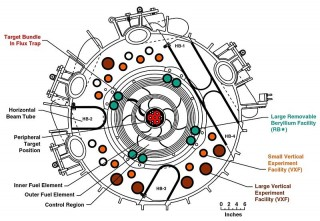 Target Bundle
In Flux Trap
HB-1
Horizontal
Beam Tube
HB-2
Peripheral
Target
Position
Inner Fuel Element
Outer Fuel Element
Control Region
HB-3
HB-4
Large Removable
Beryllium Facility
(RB★)
Small Vertical
Experiment
Facility (VXF)
Large Vertical
Experiment
Facility (VXF)
0 2 4 6
Inches